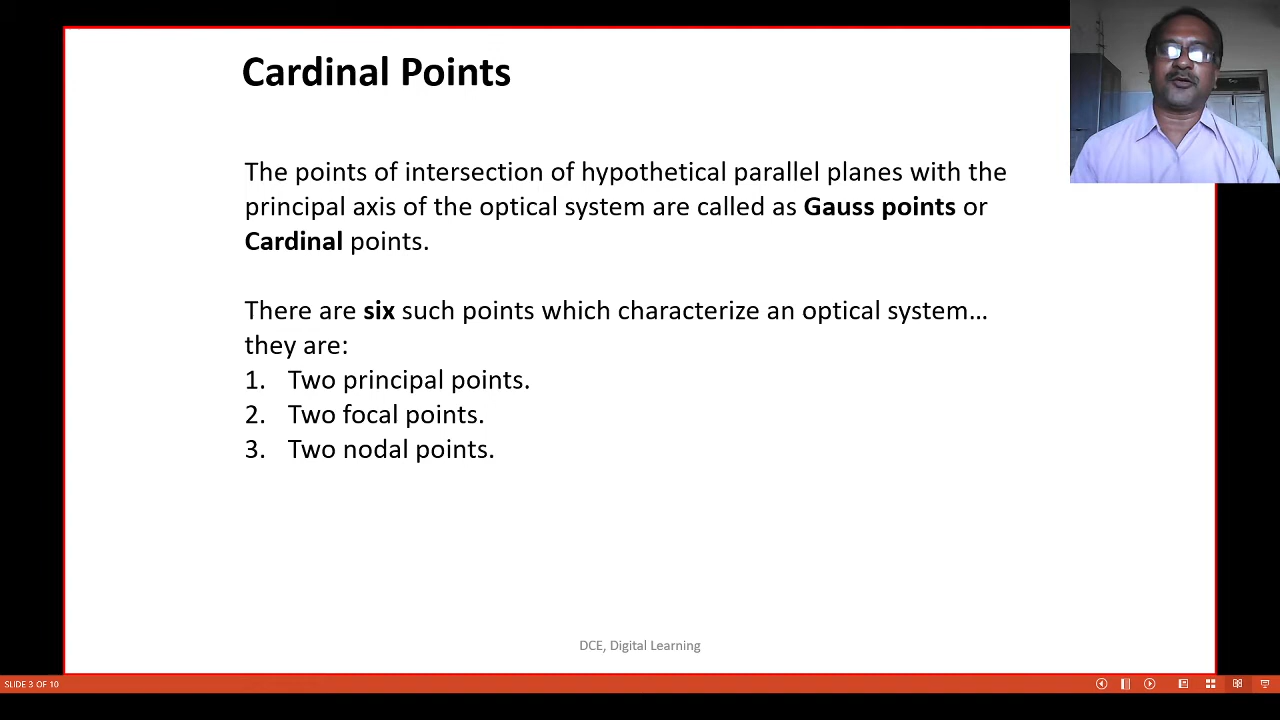 Cardinal Points
The points of intersection of hypothetical parallel planes with the
principal axis of the optical system are called as Gauss points or
Cardinal points.
There are six such points which characterize an optical system…
they are:
1. Two principal points.
2. Two focal points.
3. Two nodal points.
DCE, Digital Learning
SLIDE 3 OF 10